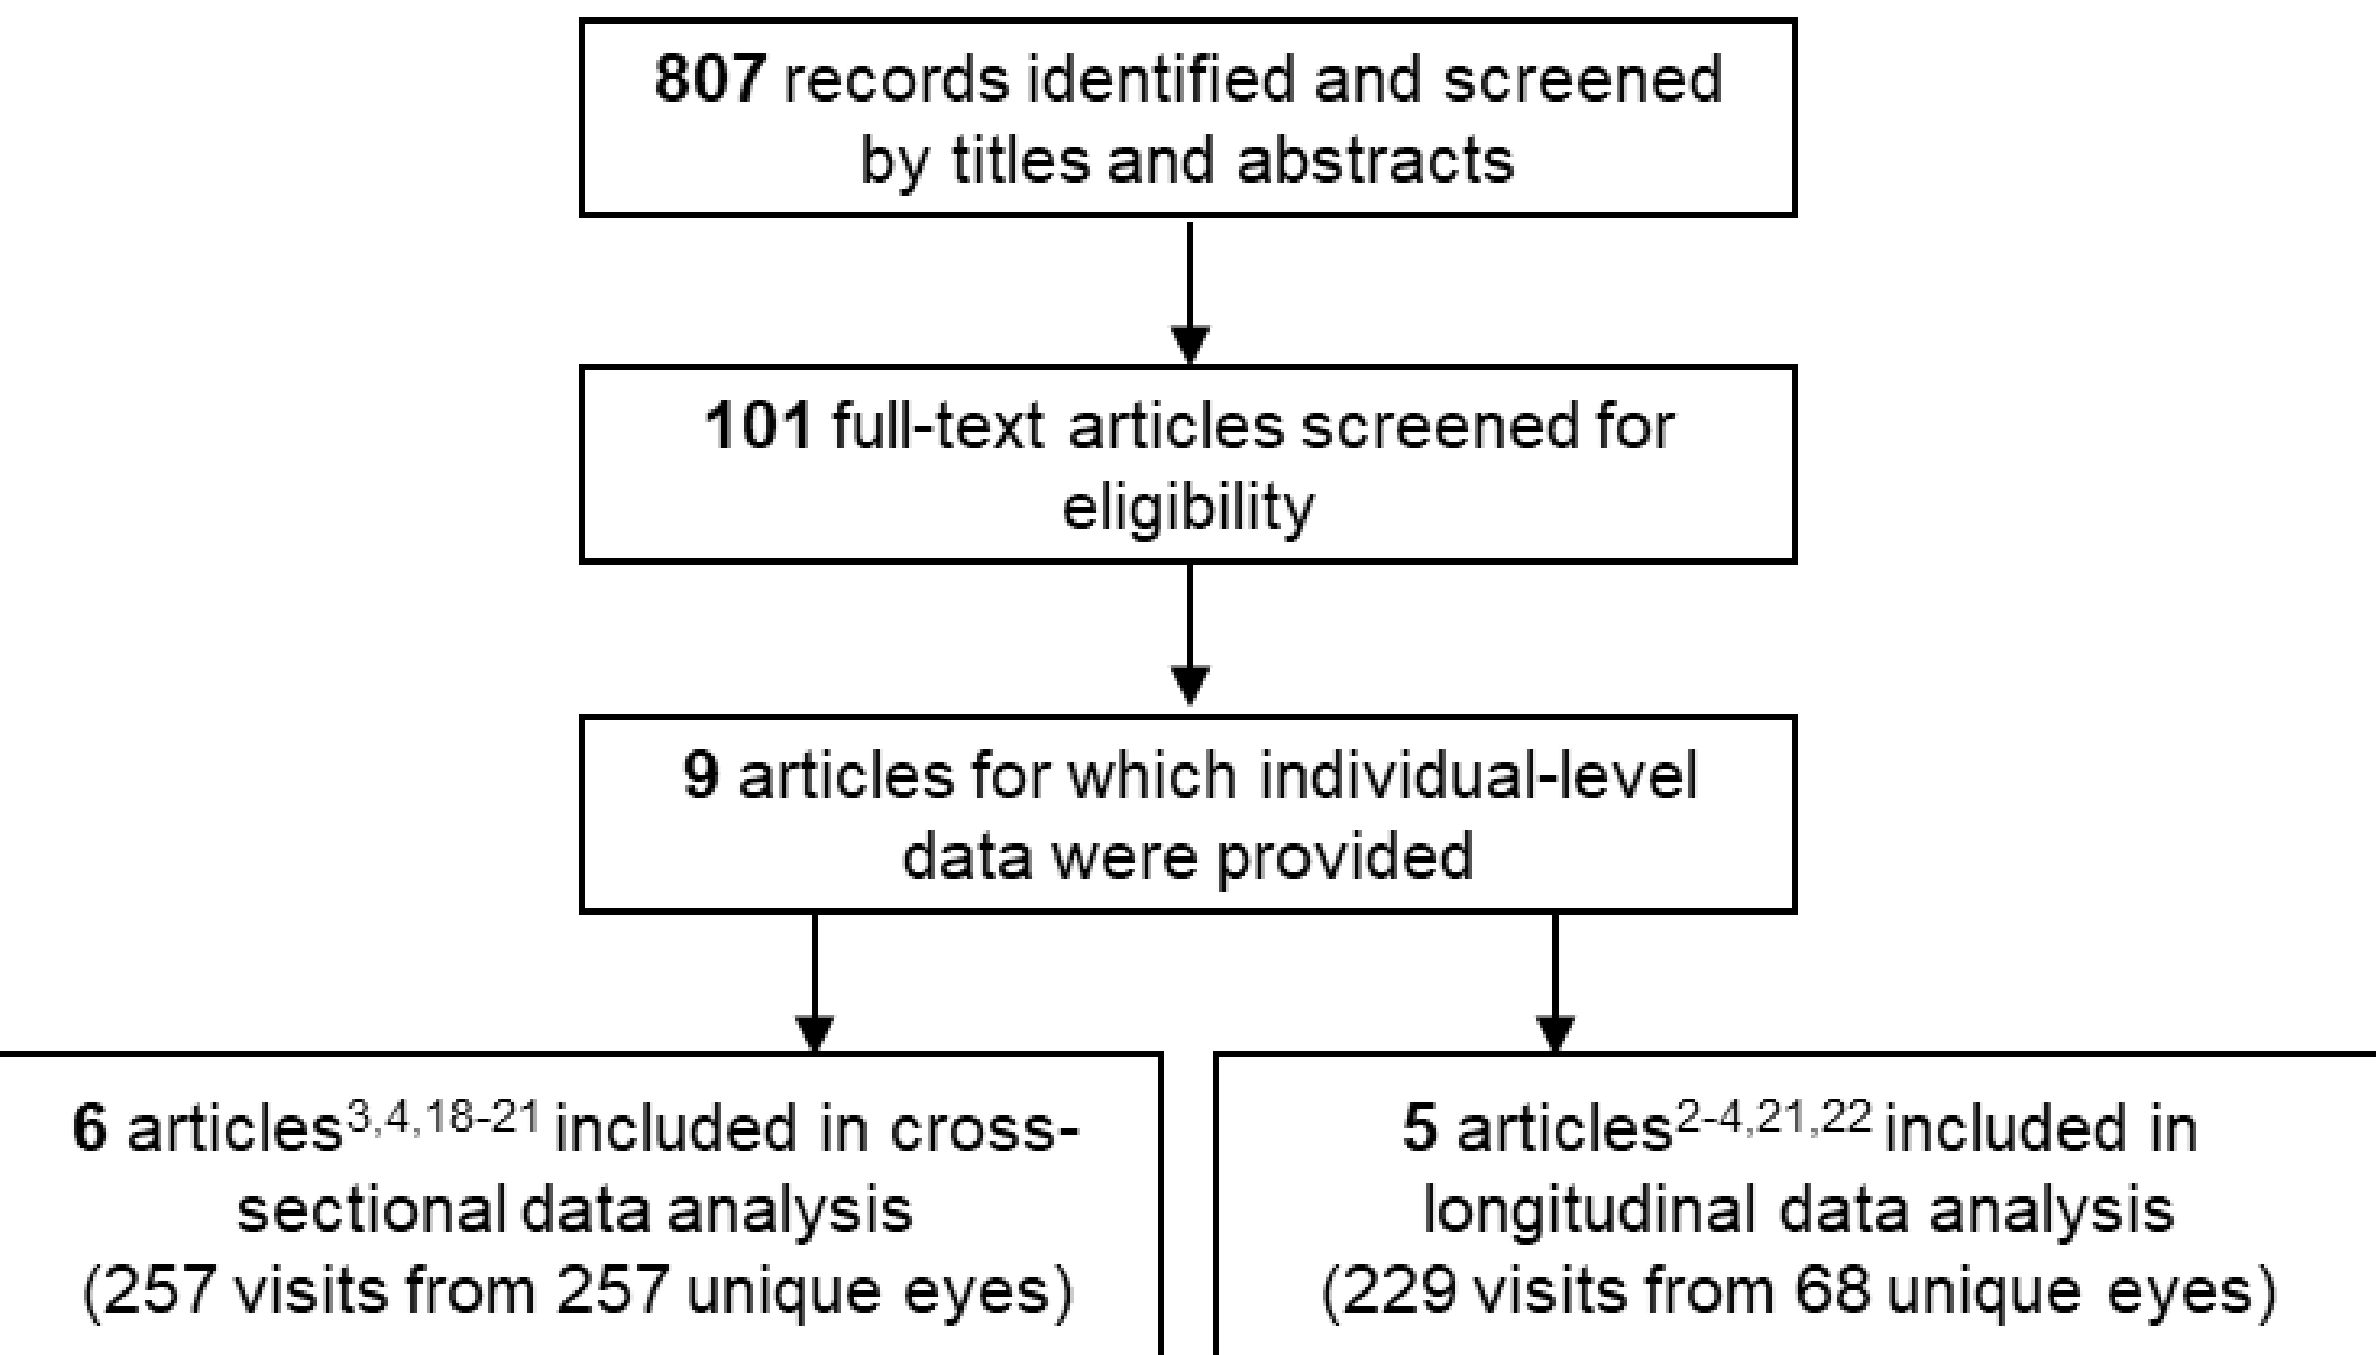 807 records identified and screened
by titles and abstracts
101 full-text articles screened for
eligibility
9 articles for which individual-level
data were provided
6 articles3,4,18-21 included in cross-
sectional data analysis
(257 visits from 257 unique eyes)
5 articles2-4,21,22 included in
longitudinal data analysis
(229 visits from 68 unique eyes)